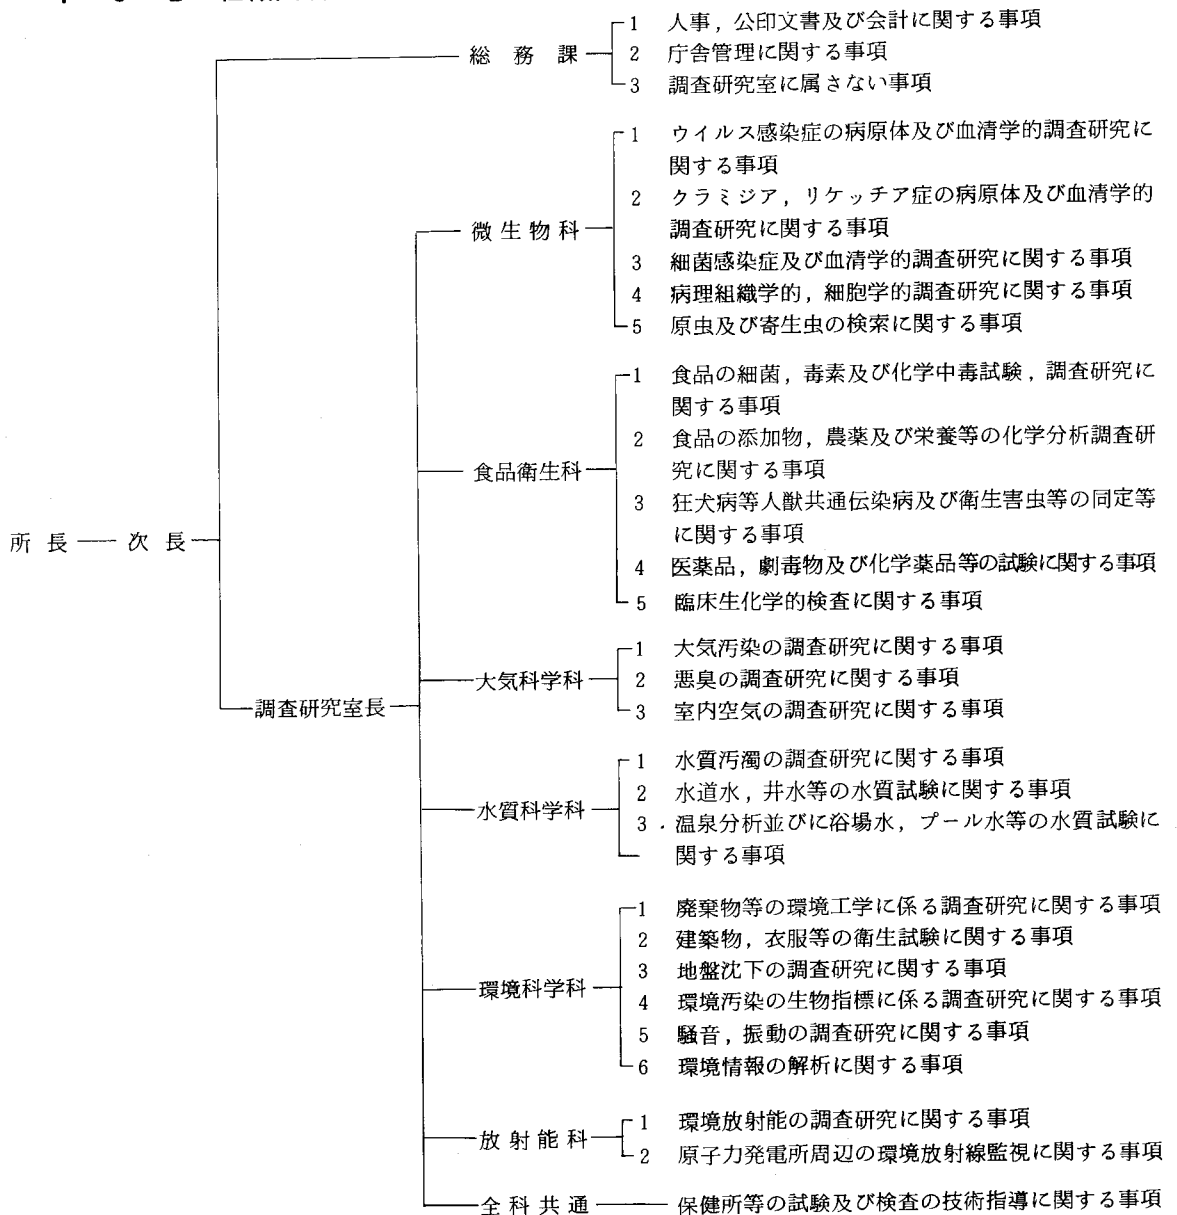 総務課
1 人事，公印文書及び会計に関する事項
2 庁舎管理に関する事項
3 調査研究室に属さない事項
微生物科
1 ウイルス感染症の病原体及び血清学的調査研究に
関する事項
2 クラミジア，リケッチア症の病原体及び血清学的
調査研究に関する事項
3 細菌感染症及び血清学的調査研究に関する事項
4 病理組織学的，細胞学的調査研究に関する事項
5 原虫及び寄生虫の検索に関する事項
食品衛生科
1 食品の細菌，毒素及び化学中毒試験，調査研究に
関する事項
2 食品の添加物，農薬及び栄養等の化学分析調査研
究に関する事項
3 狂犬病等人獣共通伝染病及び衛生害虫等の同定等
に関する事項
4 医薬品，劇毒物及び化学薬品等の試験に関する事項
5 臨床生化学的検査に関する事項
所長 次長
調査研究室長
大気科学科
1 大気汚染の調査研究に関する事項
2 悪臭の調査研究に関する事項
3 室内空気の調査研究に関する事項
水質科学科
1 水質汚濁の調査研究に関する事項
2 水道水，井水等の水質試験に関する事項
3 温泉分析並びに浴場水，プール水等の水質試験に
関する事項
環境科学科
1 廃棄物等の環境工学に係る調査研究に関する事項
2 建築物，衣服等の衛生試験に関する事項
3 地盤沈下の調査研究に関する事項
4 環境汚染の生物指標に係る調査研究に関する事項
5 騒音，振動の調査研究に関する事項
6 環境情報の解析に関する事項
放射能科
1 環境放射能の調査研究に関する事項
2 原子力発電所周辺の環境放射線監視に関する事項
全科共通 保健所等の試験及び検査の技術指導に関する事項